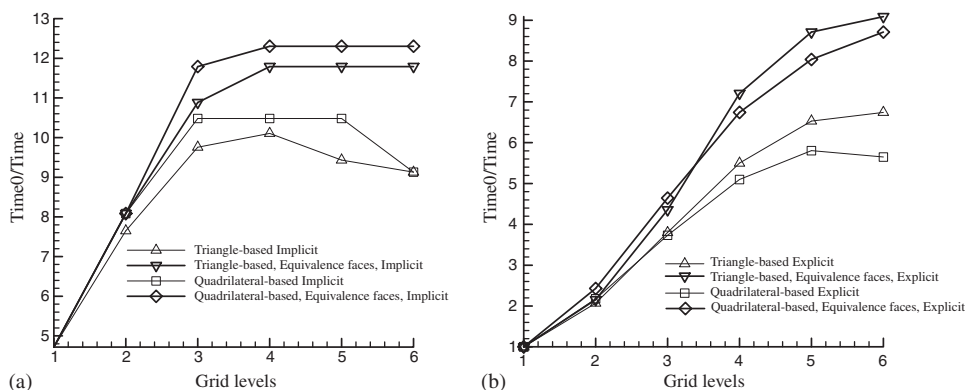 13
12
11
10
9
8
7
6
5
Time0/Time
Triangle-based Implicit
Triangle-based, Equivalence faces, Implicit
Quadrilateral-based Implicit
Quadrilateral-based, Equivalence faces, Implicit
1 2 3 4 5 6
(a) Grid levels
9
8
7
6
5
4
3
2
1
Time0/Time
Triangle-based Explicit
Triangle-based, Equivalence faces, Explicit
Quadrilateral-based Explicit
Quadrilateral-based, Equivalence faces, Explicit
1 2 3 4 5 6
(b) Grid levels